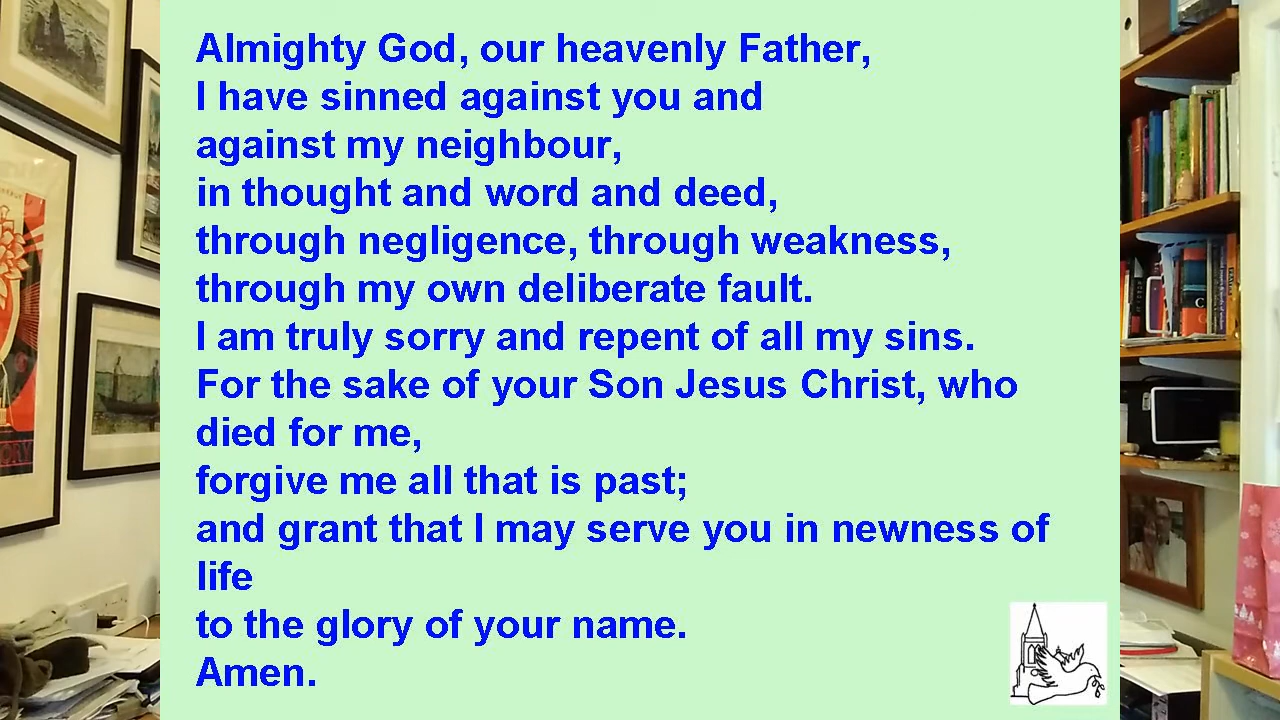 Almighty God, our heavenly Father,
I have sinned against you and
against my neighbour,
in thought and word and deed,
through negligence, through weakness,
through my own deliberate fault.
I am truly sorry and repent of all my sins.
For the sake of your Son Jesus Christ, who
died for me,
forgive me all that is past;
and grant that I may serve you in newness of
life
to the glory of your name.
Amen.